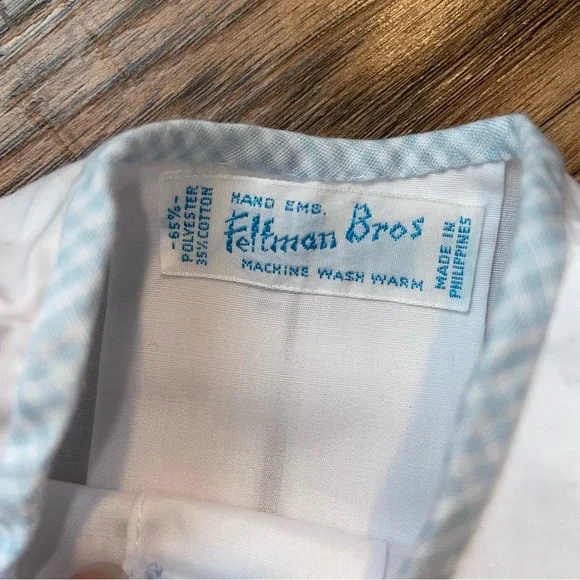 -65%-
POLYESTER
35% COTTON
HAND EMB.
Feltman Bros
MACHINE WASH WARM
MADE IN
PHILIPPINES